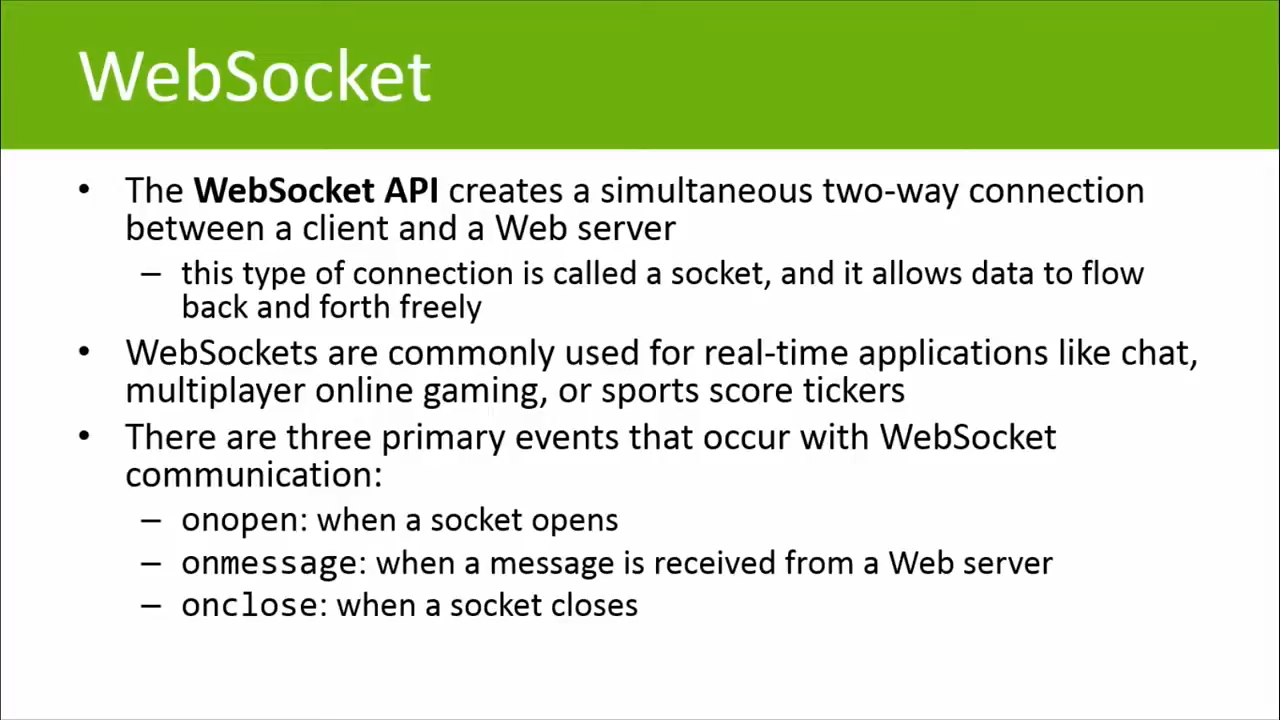 WebSocket
• The WebSocket API creates a simultaneous two-way connection
between a client and a Web server
– this type of connection is called a socket, and it allows data to flow
back and forth freely
• WebSockets are commonly used for real-time applications like chat,
multiplayer online gaming, or sports score tickers
• There are three primary events that occur with WebSocket
communication:
– onopen: when a socket opens
– onmessage: when a message is received from a Web server
– onclose: when a socket closes